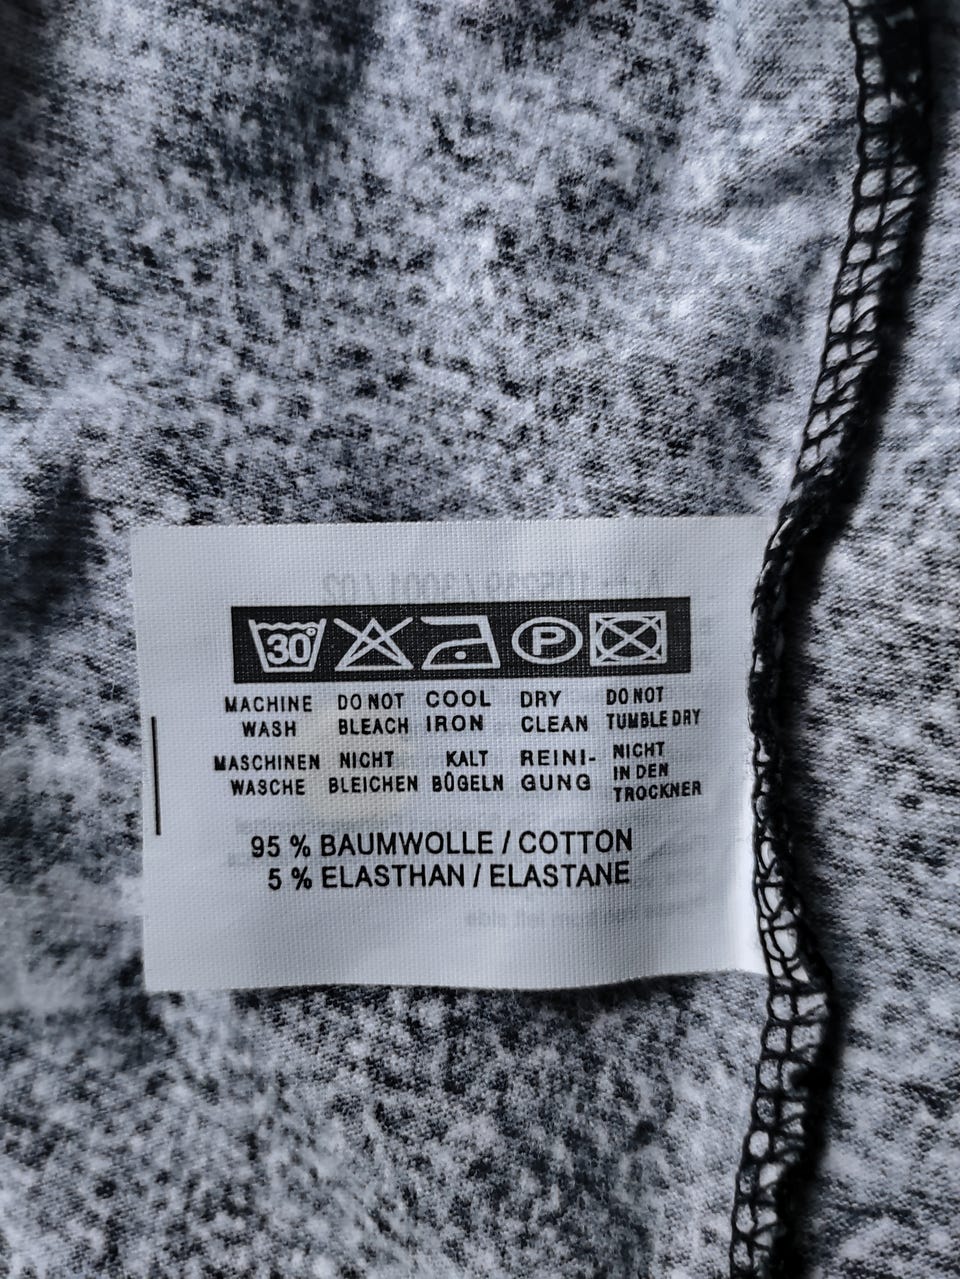 30°
P
MACHINE WASH
DO NOT BLEACH
COOL IRON
DRY CLEAN
DO NOT TUMBLE DRY
MASCHINEN WASCHE
NICHT BLEICHEN
KALT BÜGELN
REINI- GUNG
NICHT IN DEN TROCKNER
95 % BAUMWOLLE / COTTON
5 % ELASTHAN / ELASTANE